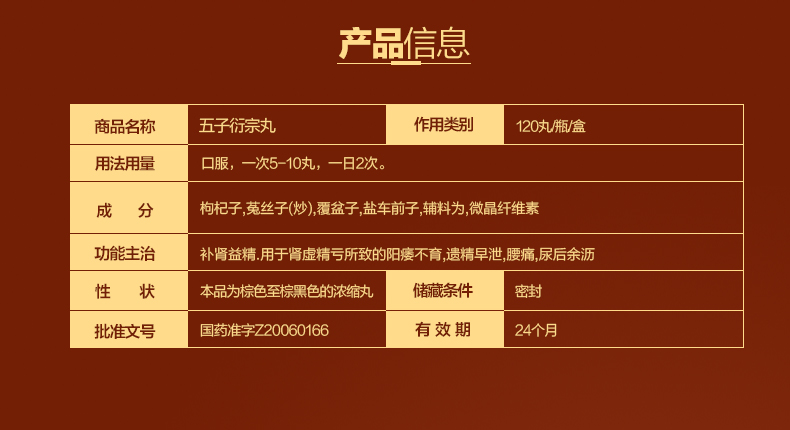 产品信息
商品名称 五子衍宗丸 作用类别 120丸/瓶/盒
用法用量 口服，一次5-10丸，一日2次。
成 分 枸杞子,菟丝子(炒),覆盆子,盐车前子,辅料为,微晶纤维素
功能主治 补肾益精.用于肾虚精亏所致的阳痿不育,遗精早泄,腰痛,尿后余沥
性 状 本品为棕色至棕黑色的浓缩丸 储藏条件 密封
批准文号 国药准字Z20060166 有 效 期 24个月